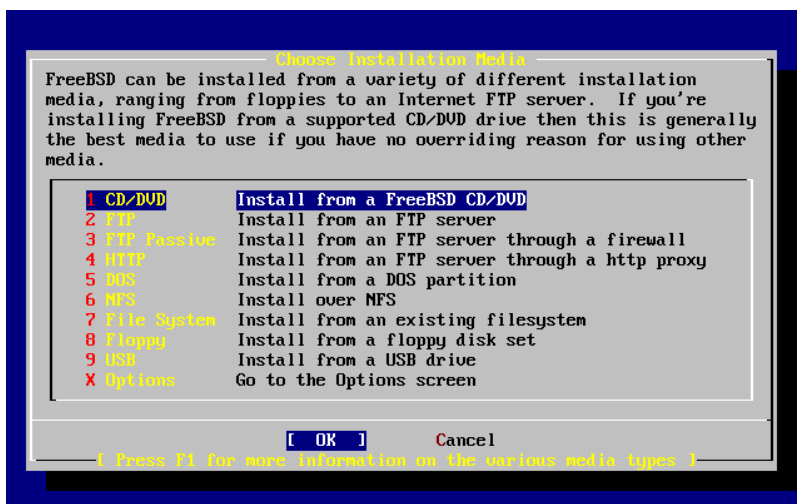 Choose Installation Media
FreeBSD can be installed from a variety of different installation
media, ranging from floppies to an Internet FTP server.  If you're
installing FreeBSD from a supported CD/DVD drive then this is generally
the best media to use if you have no overriding reason for using other
media.
1 CD/DVD Install from a FreeBSD CD/DVD
2 FTP Install from an FTP server
3 FTP Passive Install from an FTP server through a firewall
4 HTTP Install from an FTP server through a http proxy
5 DOS Install from a DOS partition
6 NFS Install over NFS
7 File System Install from an existing filesystem
8 Floppy Install from a floppy disk set
9 USB Install from a USB drive
X Options Go to the Options screen
[ OK ] Cancel
[ Press F1 for more information on the various media types ]